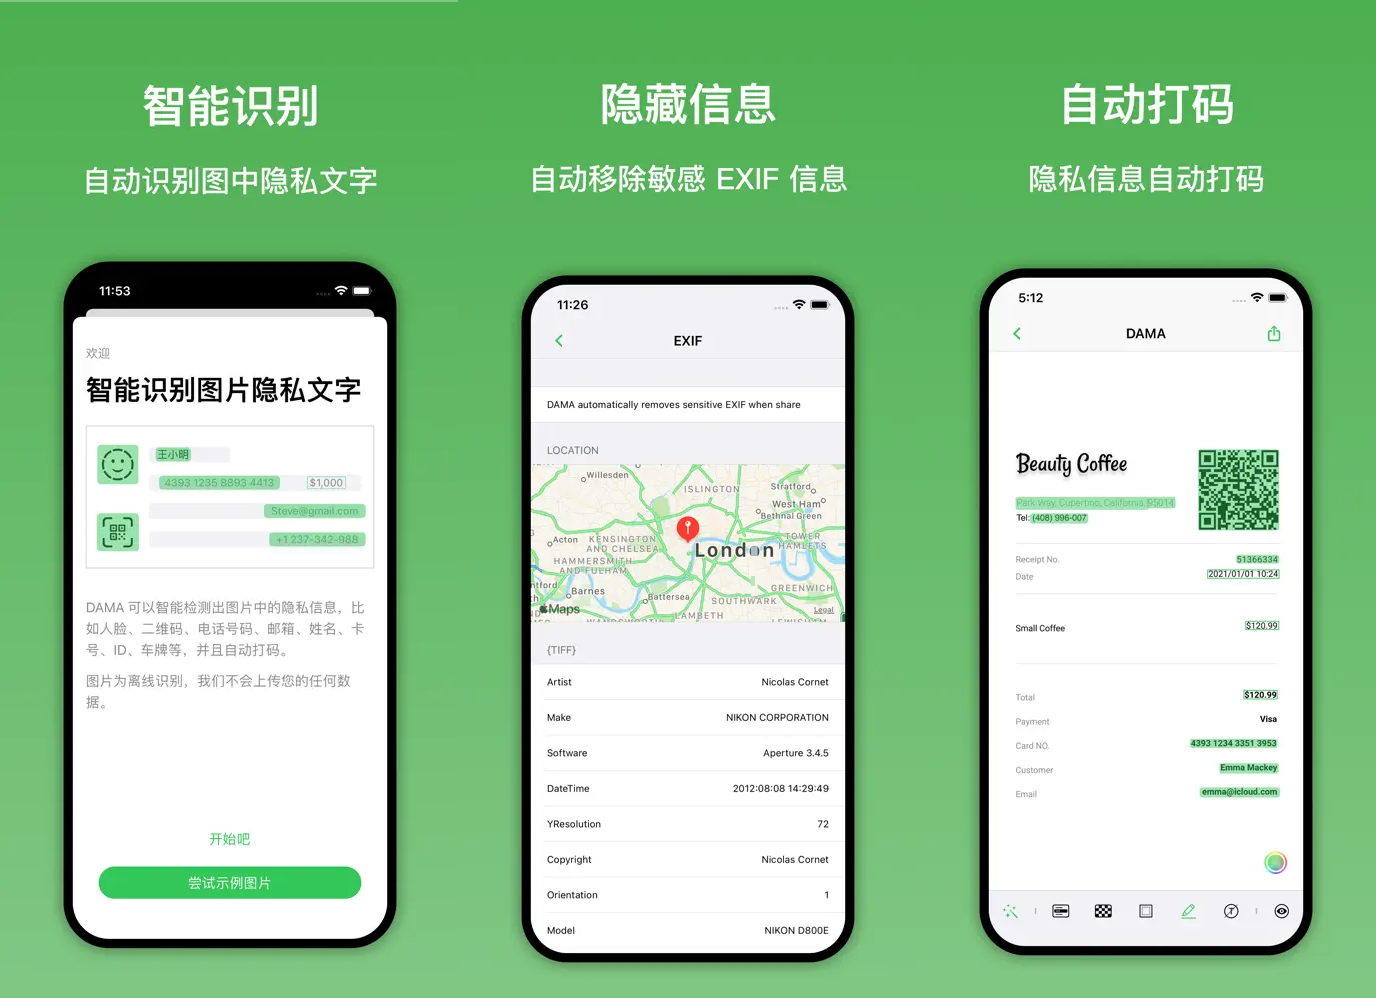 智能识别
自动识别图中隐私文字
11:53
欢迎
智能识别图片隐私文字
王小明
4393 1235 8893 4413
$1,000
Steve@gmail.com
+1 237-342-988
DAMA 可以智能检测出图片中的隐私信息，比
如人脸、二维码、电话号码、邮箱、姓名、卡
号、ID、车牌等，并且自动打码。
图片为离线识别，我们不会上传您的任何数
据。
开始吧
尝试示例图片
隐藏信息
自动移除敏感 EXIF 信息
11:26
EXIF
DAMA automatically removes sensitive EXIF when share
LOCATION
Willesden
ISLINGTON
Stratford
West Ham
Bethnal Green
Acton
KENSINGTON
AND CHELSEA
London
TOWER
HAMLETS
HAMMERSMITH
AND FULHAM
GREENWICH
ntford
Barnes
Battersea
SOUTHWARK
Maps
LAMBETH
Legal
WANDSWORTH
LEWISHAM
{TIFF}
Artist Nicolas Cornet
Make NIKON CORPORATION
Software Aperture 3.4.5
DateTime 2012:08:08 14:29:49
YResolution 72
Copyright Nicolas Cornet
Orientation 1
Model NIKON D800E
自动打码
隐私信息自动打码
5:12
DAMA
Beauty Coffee
Park Way, Cupertino, California, 95014
Tel: (408) 996-007
Receipt No. 51366334
Date 2021/01/01 10:24
Small Coffee $120.99
Total $120.99
Payment Visa
Card NO. 4393 1234 3351 3953
Customer Emma Mackey
Email emma@icloud.com